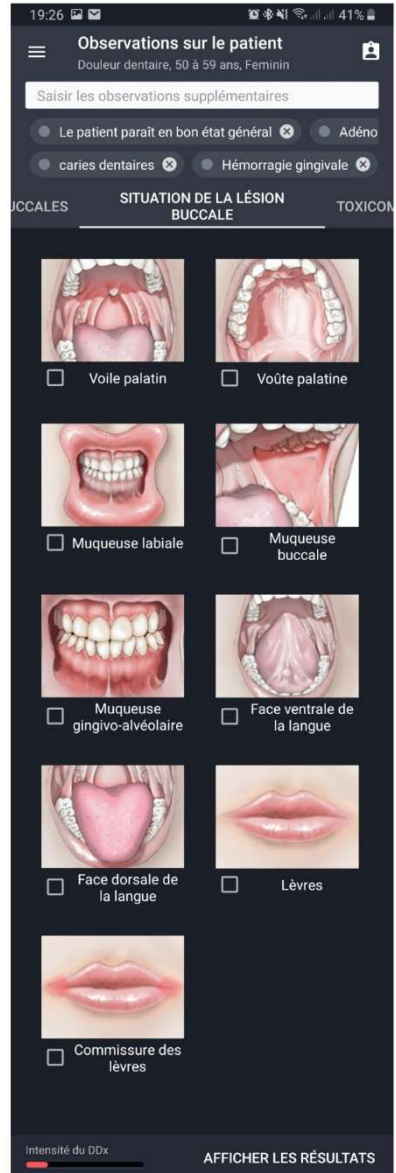 19:26 41%
Observations sur le patient
Douleur dentaire, 50 à 59 ans, Feminin
Saisir les observations supplémentaires
Le patient paraît en bon état général Adéno
caries dentaires Hémorragie gingivale
JCCALES SITUATION DE LA LÉSION BUCCALE TOXICOM
Voile palatin Voûte palatine
Muqueuse labiale Muqueuse
buccale
Muqueuse
gingivo-alvéolaire
Face ventrale de
la langue
Face dorsale de
la langue
Lèvres
Commissure des
lèvres
Intensité du DDx
AFFICHER LES RÉSULTATS